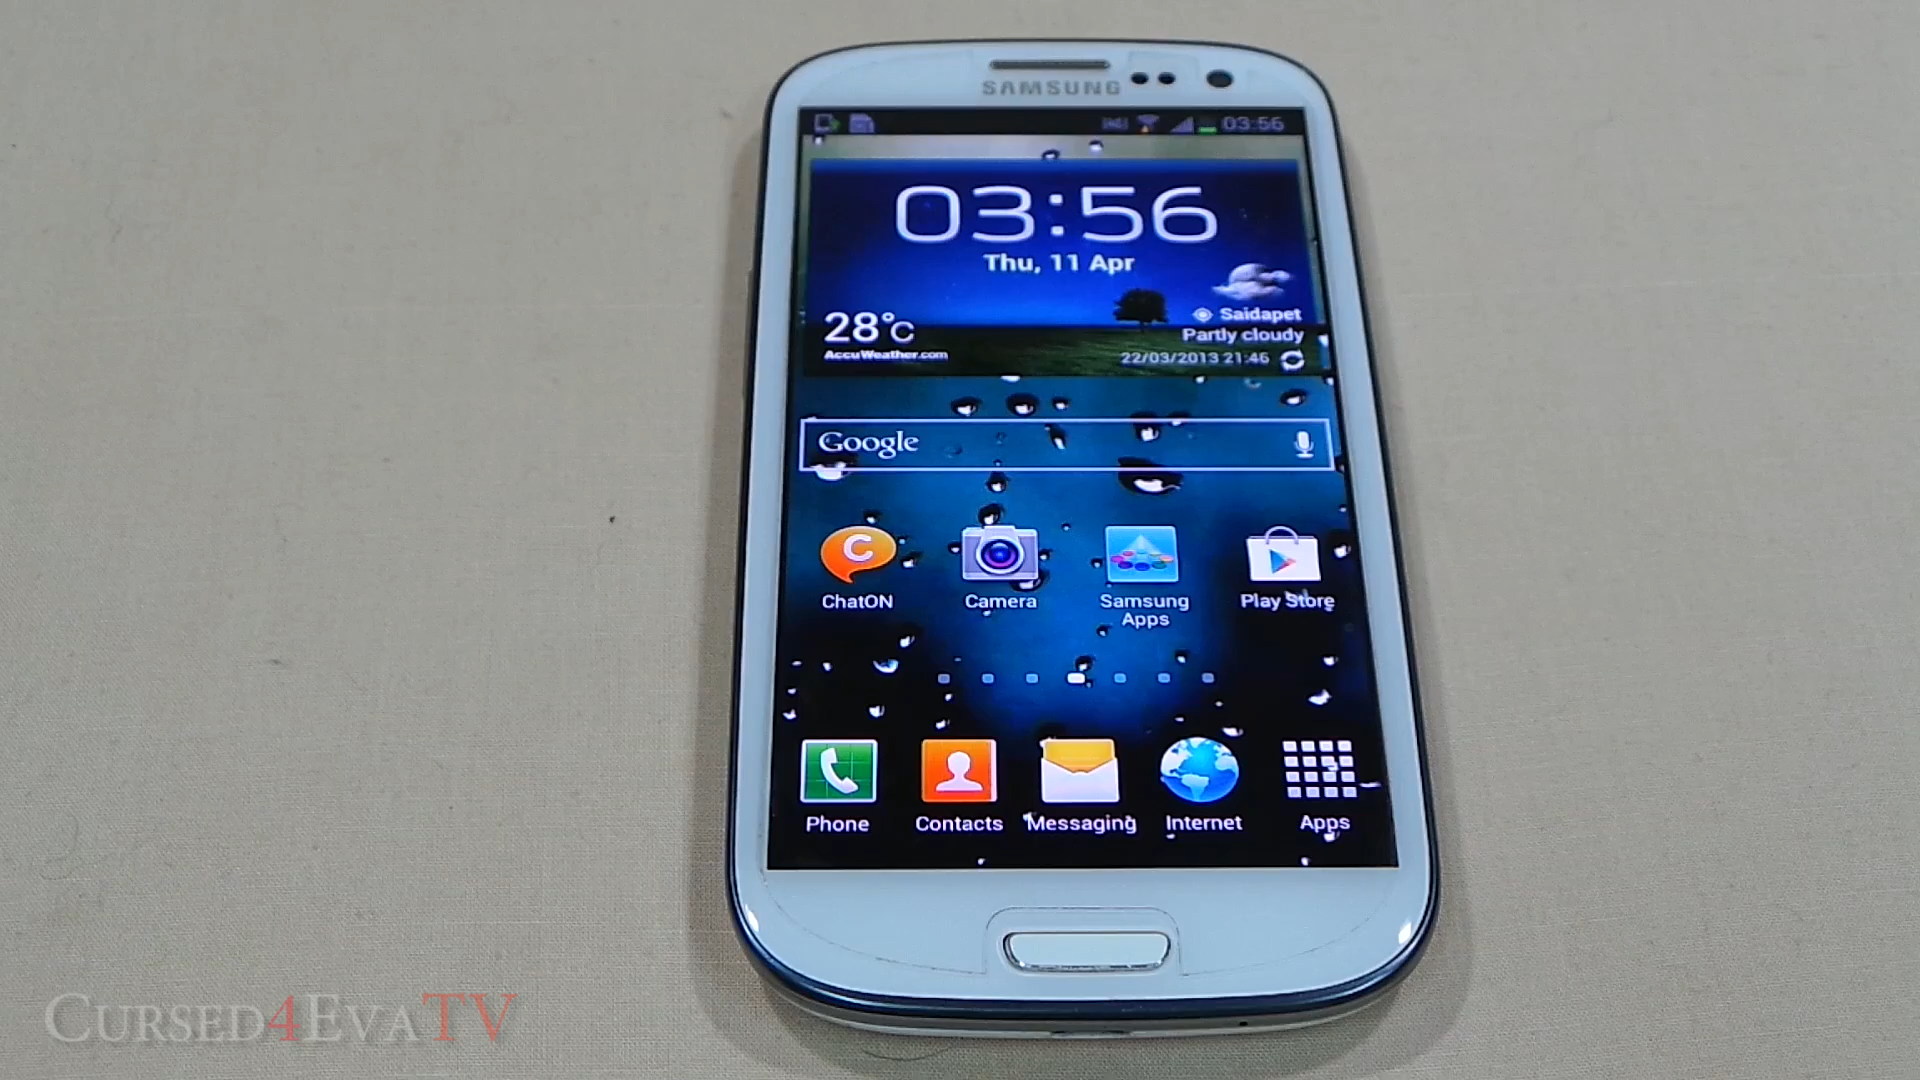 SAMSUNG
03:56
03:56
Thu, 11 Apr
28°C
Saidapet
Partly cloudy
AccuWeather.com
22/03/2013 21:46
Google
ChatON
Camera
Samsung Apps
Play Store
Phone
Contacts
Messaging
Internet
Apps
CURSED4EVATV